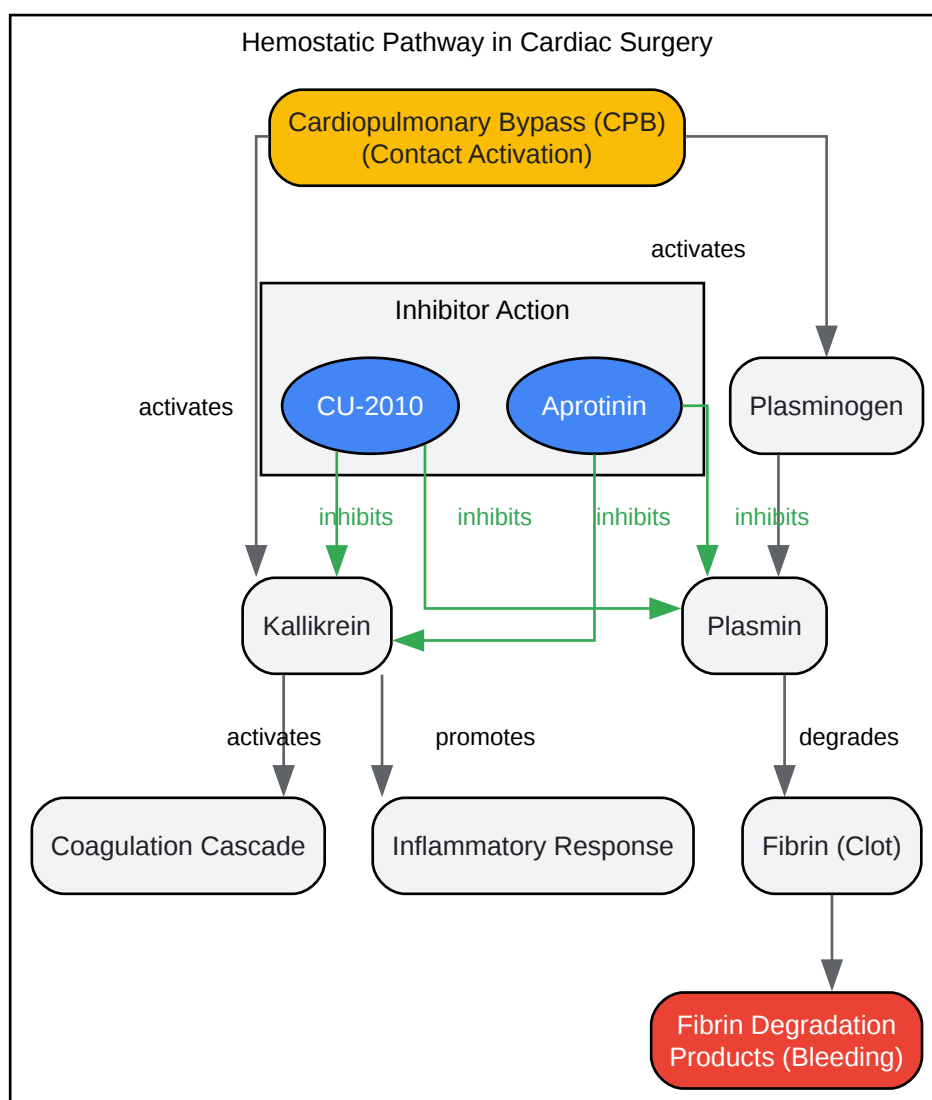 Hemostatic Pathway in Cardiac Surgery
Cardiopulmonary Bypass (CPB)
(Contact Activation)
activates
Inhibitor Action
activates
CU-2010
Aprotinin
Plasminogen
inhibits
inhibits
inhibits
inhibits
Kallikrein
Plasmin
activates
promotes
degrades
Coagulation Cascade
Inflammatory Response
Fibrin (Clot)
Fibrin Degradation
Products (Bleeding)